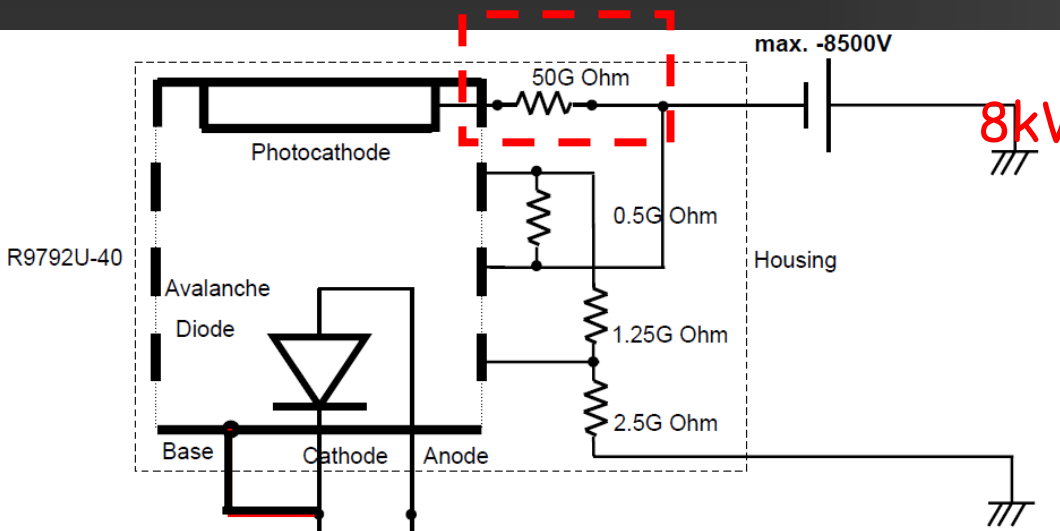 max. -8500V
50G Ohm
8kV
Photocathode
0.5G Ohm
R9792U-40
Housing
Avalanche
Diode
1.25G Ohm
2.5G Ohm
Base
Cathode
Anode